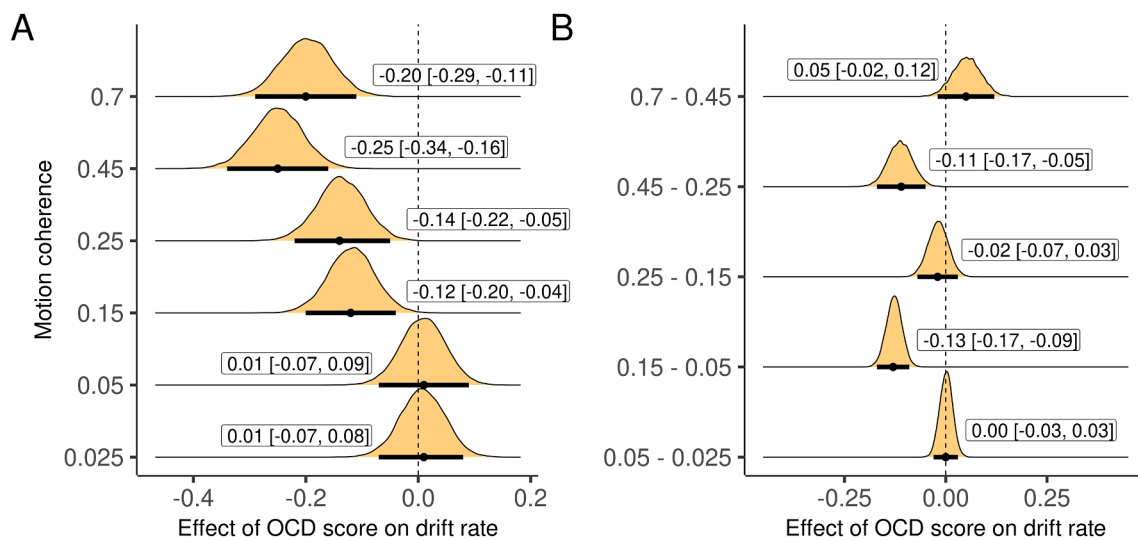 A
Motion coherence
0.7
-0.20 [-0.29, -0.11]
0.45
-0.25 [-0.34, -0.16]
0.25
-0.14 [-0.22, -0.05]
0.15
-0.12 [-0.20, -0.04]
0.05
0.01 [-0.07, 0.09]
0.025
0.01 [-0.07, 0.08]
-0.4 -0.2 0.0 0.2
Effect of OCD score on drift rate
B
0.7 - 0.45
0.05 [-0.02, 0.12]
0.45 - 0.25
-0.11 [-0.17, -0.05]
0.25 - 0.15
-0.02 [-0.07, 0.03]
0.15 - 0.05
-0.13 [-0.17, -0.09]
0.05 - 0.025
0.00 [-0.03, 0.03]
-0.25 0.00 0.25
Effect of OCD score on drift rate